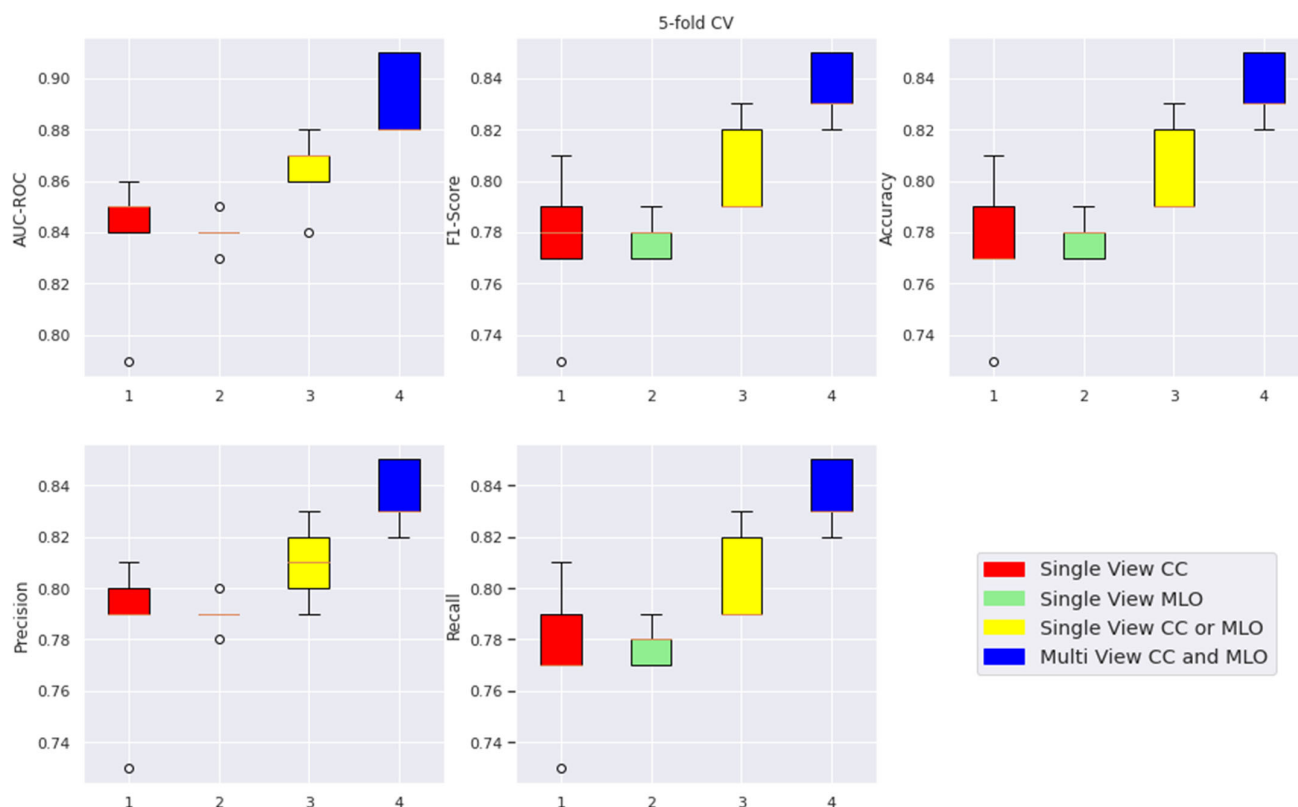 5-fold CV
AUC-ROC
0.90
0.88
0.86
0.84
0.82
0.80
1 2 3 4
F1-Score
0.84
0.82
0.80
0.78
0.76
0.74
1 2 3 4
Accuracy
0.84
0.82
0.80
0.78
0.76
0.74
1 2 3 4
Precision
0.84
0.82
0.80
0.78
0.76
0.74
1 2 3 4
Recall
0.84
0.82
0.80
0.78
0.76
0.74
1 2 3 4
Single View CC
Single View MLO
Single View CC or MLO
Multi View CC and MLO